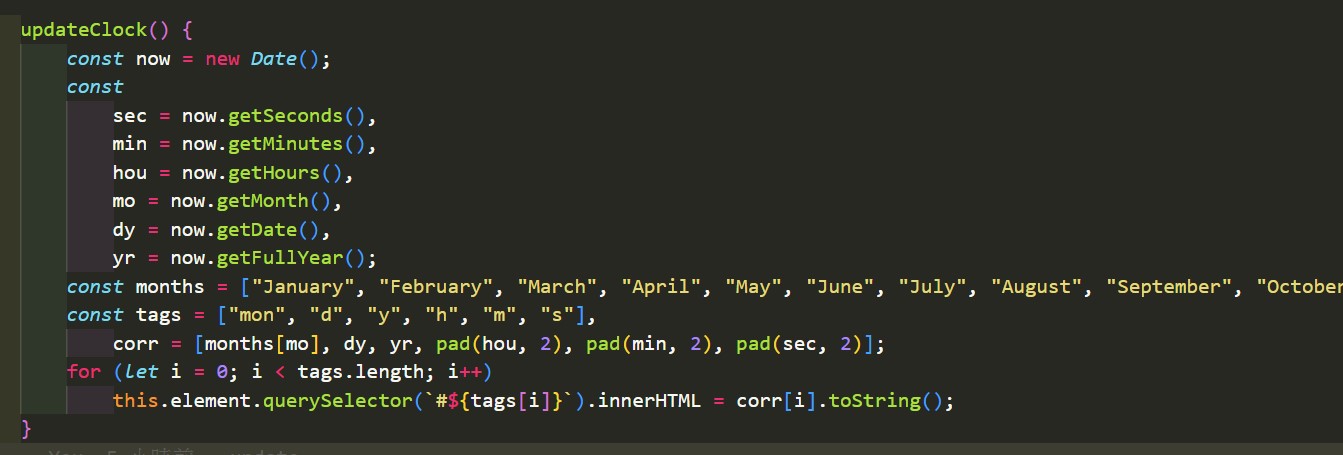 updateClock() {
const now = new Date();
const
sec = now.getSeconds(),
min = now.getMinutes(),
hou = now.getHours(),
mo = now.getMonth(),
dy = now.getDate(),
yr = now.getFullYear();
const months = ["January", "February", "March", "April", "May", "June", "July", "August", "September", "October
const tags = ["mon", "d", "y", "h", "m", "s"],
corr = [months[mo], dy, yr, pad(hou, 2), pad(min, 2), pad(sec, 2)];
for (let i = 0; i < tags.length; i++)
this.element.querySelector(`#${tags[i]}`).innerHTML = corr[i].toString();
}